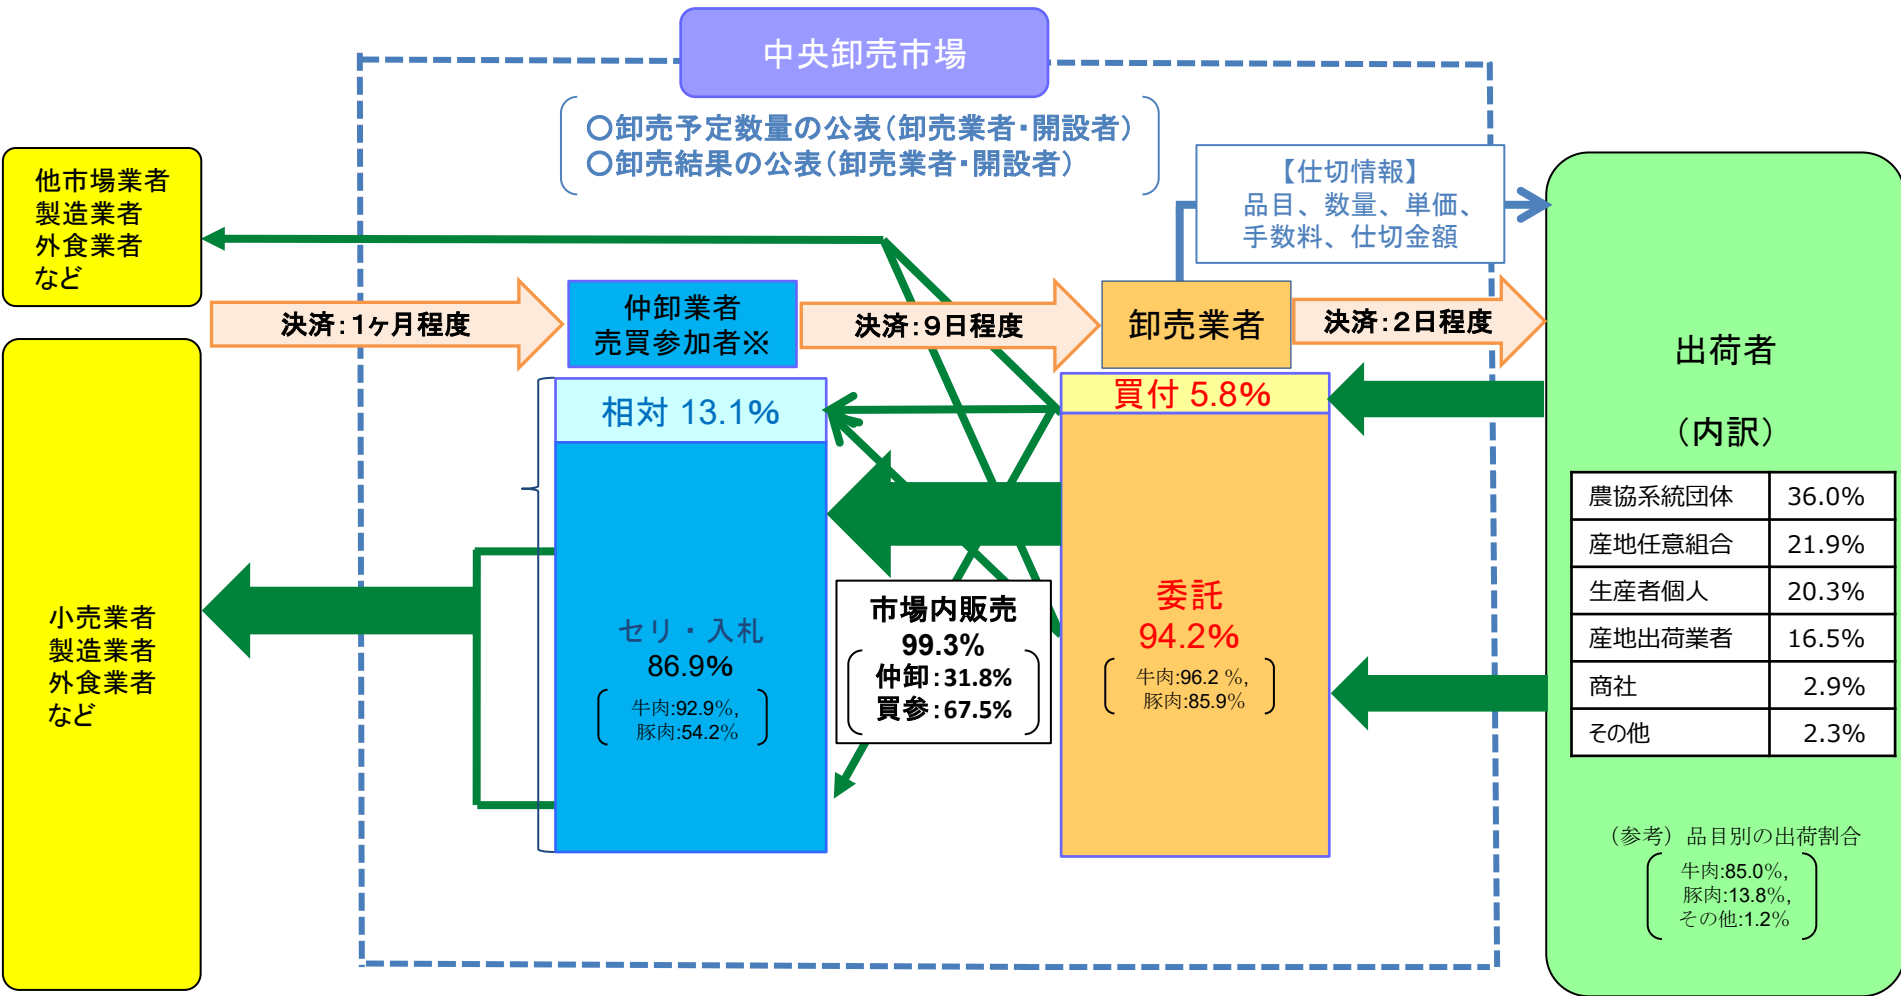 中央卸売市場
○卸売予定数量の公表(卸売業者・開設者)
○卸売結果の公表(卸売業者・開設者)
他市場業者
製造業者
外食業者
など
【仕切情報】
品目、数量、単価、
手数料、仕切金額
決済:1ヶ月程度
仲卸業者
売買参加者※
決済:9日程度
卸売業者
決済:2日程度
出荷者
(内訳)
農協系統団体 36.0%
産地任意組合 21.9%
生産者個人 20.3%
産地出荷業者 16.5%
商社 2.9%
その他 2.3%
(参考)品目別の出荷割合
牛肉:85.0%,
豚肉:13.8%,
その他:1.2%
買付 5.8%
委託
94.2%
牛肉:96.2 %,
豚肉:85.9%
相対 13.1%
セリ・入札
86.9%
牛肉:92.9%,
豚肉:54.2%
市場内販売
99.3%
仲卸:31.8%
買参:67.5%
小売業者
製造業者
外食業者
など